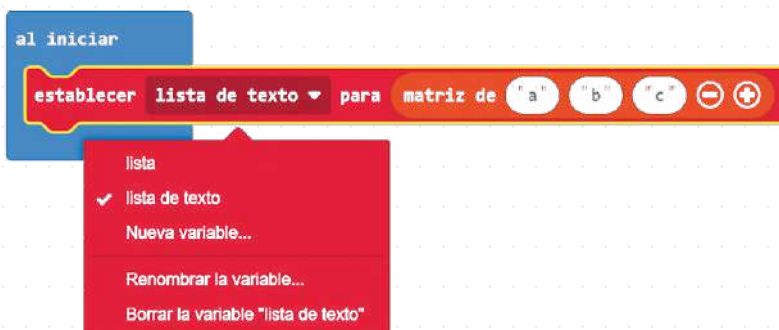 al iniciar
establecer lista de texto para matriz de "a" "b" "c"
lista
lista de texto
Nueva variable...
Renombrar la variable...
Borrar la variable "lista de texto"